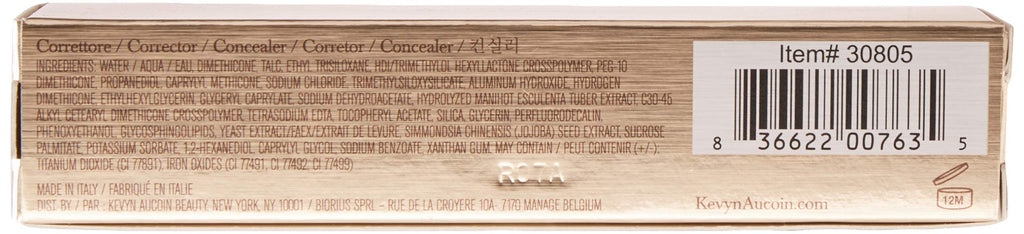 Correttore / Corrector / Concealer / Corretor / Concealer / 컨실러
INGREDIENTS: WATER / AQUA / EAU, DIMETHICONE, TALC, ETHYL TRISILOXANE, HDI/TRIMETHYLOL HEXYLLACTONE CROSSPOLYMER, PEG-10
DIMETHICONE, PROPANEDIOL, CAPRYLYL METHICONE, SODIUM CHLORIDE, TRIMETHYLSILOXYSILICATE, ALUMINUM HYDROXIDE, HYDROGEN
DIMETHICONE, ETHYLHEXYLGLYCERIN, GLYCERYL CAPRYLATE, SODIUM DEHYDROACETATE, HYDROLYZED MANIHOT ESCULENTA TUBER EXTRACT, C30-45
ALKYL CETEARYL DIMETHICONE CROSSPOLYMER, TETRASODIUM EDTA, TOCOPHERYL ACETATE, SILICA, GLYCERIN, PERFLUORODECALIN,
PHENOXYETHANOL, GLYCOSPHINGOLIPIDS, YEAST EXTRACT/FAEX/EXTRAIT DE LEVURE, SIMMONDSIA CHINENSIS (JOJOBA) SEED EXTRACT, SUCROSE
PALMITATE, POTASSIUM SORBATE, 1,2-HEXANEDIOL, CAPRYLYL GLYCOL, SODIUM BENZOATE, XANTHAN GUM. MAY CONTAIN / PEUT CONTENIR (+/-):
TITANIUM DIOXIDE (CI 77891), IRON OXIDES (CI 77491, CI 77492, CI 77499)
MADE IN ITALY / FABRIQUÉ EN ITALIE
DIST. BY / PAR : KEVYN AUCOIN BEAUTY, NEW YORK, NY, 10001 / BIORIUS SPRL – RUE DE LA CROYERE 10A- 7170 MANAGE BELGIUM
Item# 30805
8 36622 00763 5
12M
KevynAucoin.com